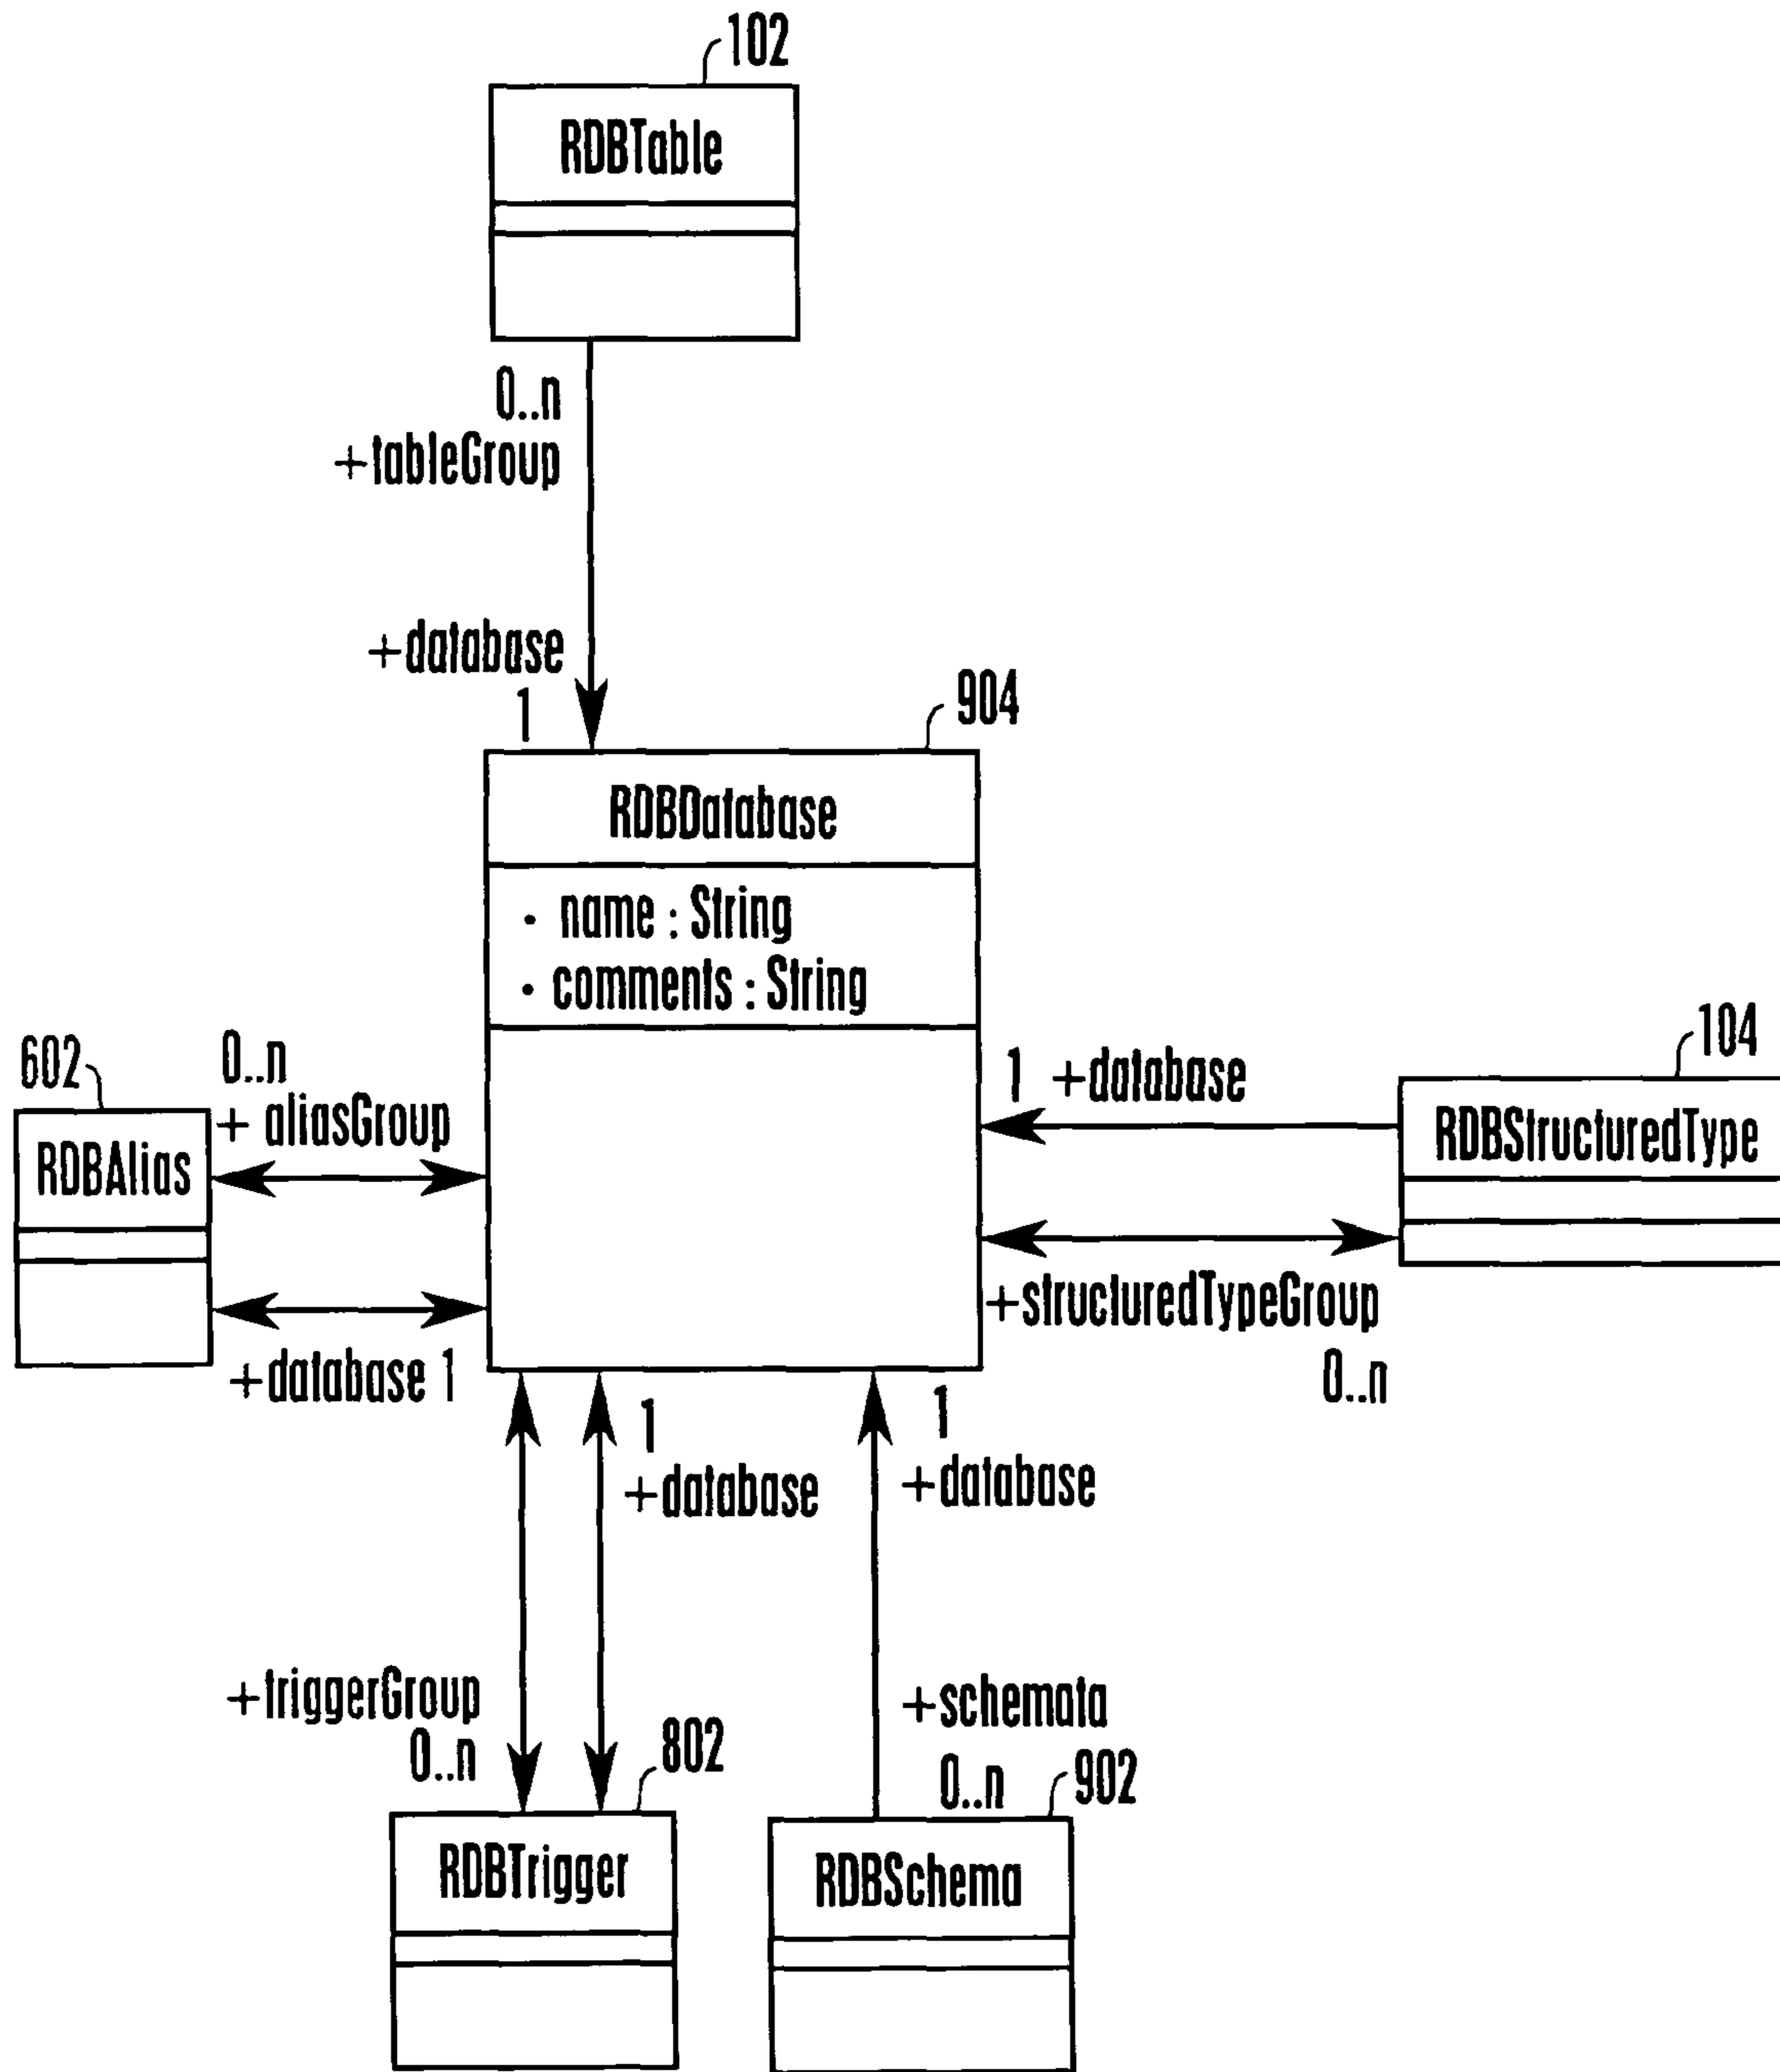 102
RDBTable
0..n
+tableGroup
+database
1
904
RDBDatabase
• name : String
• comments : String
602
0..n
+ aliasGroup
RDBAlias
+database 1
104
1 +database
RDBStructuredType
+structuredTypeGroup
0..n
1
+database
1
+database
+triggerGroup
0..n
802
+schemata
0..n
902
RDBTrigger
RDBSchema